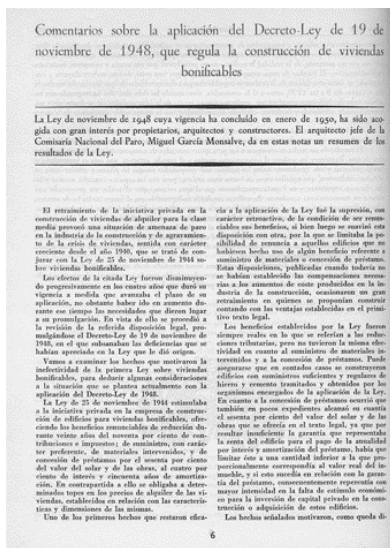 Comentarios sobre la aplicación del Decreto-Ley de 19 de
noviembre de 1948, que regula la construcción de viviendas
bonificables
La Ley de noviembre de 1948 cuya vigencia ha concluído en enero de 1950, ha sido aco-
gida con gran interés por propietarios, arquitectos y constructores. El arquitecto jefe de la
Comisaría Nacional del Paro, Miguel García Monsalve, da en estas notas un resumen de los
resultados de la Ley.
El retraimiento de la iniciativa privada en la
construcción de viviendas de alquiler para la clase
media provocó una situación de amenaza de paro
en la industria de la construcción y de agravamien-
to de la crisis de viviendas, sentida con carácter
creciente desde el año 1940, que se trató de con-
jurar con la Ley de 25 de noviembre de 1944 so-
bre viviendas bonificables.
Los efectos de la citada Ley fueron disminuyen-
do progresivamente en los cuatro años que duró su
vigencia a medida que avanzaba el plazo de su
aplicación, no obstante haber ido en aumento du-
rante ese tiempo las necesidades que dieron lugar
a su promulgación. En vista de ello se procedió a
la revisión de la referida disposición legal, pro-
mulgándose el Decreto-Ley de 19 de noviembre de
1948, en el que subsanaban las deficiencias que se
habían apreciado en la Ley que le dió origen.
Vamos a examinar los hechos que motivaron la
inefectividad de la primera Ley sobre viviendas
bonificables, para deducir algunas consideraciones
a la situación que se plantea actualmente con la
aplicación del Decreto-Ley de 1948.
La Ley de 25 de noviembre de 1944 estimulaba
a la iniciativa privada en la empresa de construc-
ción de edificios para viviendas bonificables, ofre-
ciendo los beneficios renunciables de reducción du-
rante veinte años del noventa por ciento de con-
tribuciones e impuestos; de suministro, con carác-
ter preferente, de materiales intervenidos, y de
concesión de préstamos por el sesenta por ciento
del valor del solar y de las obras, al cuatro por
ciento de interés y cincuenta años de amortiza-
ción. En contrapartida a ello se obligaba a deter-
minados topes en los precios de alquiler de las vi-
viendas, establecidos en relación con las caracterís-
ticas y dimensiones de las mismas.
Uno de los primeros hechos que restaron efica-
cia a la aplicación de la Ley fué la supresión, con
carácter retroactivo, de la condición de ser renun-
ciables sus beneficios, si bien luego se suavizó esta
disposición con otra, por la que se limitaba la po-
sibilidad de renuncia a aquellos edificios que no
hubiesen hecho uso de algún beneficio referente a
suministro de materiales o concesión de préstamo.
Estas disposiciones, publicadas cuando todavía no
se habían establecido las compensaciones necesa-
rias a los aumentos de coste producidos en la in-
dustria de la construcción, ocasionaron un gran
retraimiento en quienes se proponían construir
contando con las ventajas establecidas en el primi-
tivo texto legal.
Los beneficios establecidos por la Ley fueron
siempre reales en lo que se referían a las reduc-
ciones tributarias, pero no tuvieron la misma efec-
tividad en cuanto al suministro de materiales in-
tervenidos y a la concesión de préstamos. Puede
asegurarse que en contados casos se construyeron
edificios con suministros suficientes y regulares de
hierro y cemento tramitados y obtenidos por los
organismos encargados de la aplicación de la Ley.
En cuanto a la concesión de préstamos ocurrió que
también en pocos expedientes alcanzó su cuantía
el sesenta por ciento del valor del solar y de las
obras que se ofrecía en el texto legal, ya que por
resultar insuficiente la garantía que representaba
la renta del edificio para el pago de la anualidad
por interés y amortización del préstamo, había que
limitar éste a una cantidad inferior a la que pro-
porcionalmente correspondía al valor real del in-
mueble, y si esto sucedía en relación con la garan-
tía del préstamo, consecuentemente repercutía con
mayor intensidad en la falta de estímulo económi-
co para la inversión de capital privado en la cons-
trucción o adquisición de estos edificios.
Los hechos señalados motivaron, como queda di-
6